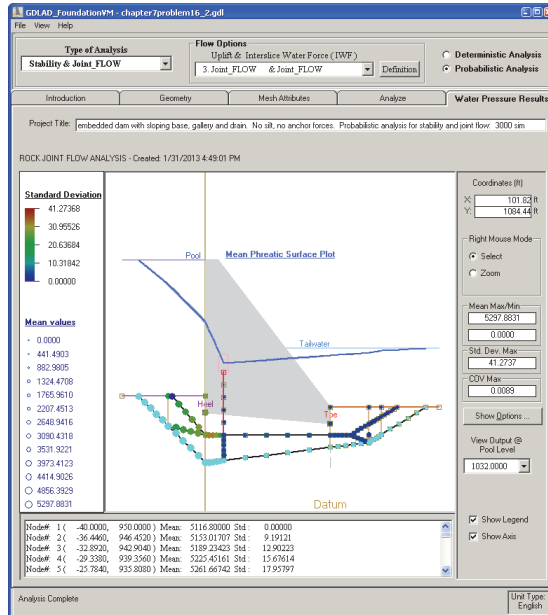 GDLAD_Foundation\/M - chapter7problem16_2.gdl
File View Help
Type of Analysis
Stability & Joint_FLOW
Flow Options
Uplift & Interslice Water Force ( IWF )
3. Joint_FLOW & Joint_FLOW
Definition
Deterministic Analysis
Probabilistic Analysis
Introduction
Geometry
Mesh Attributes
Analyze
Water Pressure Results
Project Title: embedded dam with sloping base, gallery and drain. No silt, no anchor forces. Probabilistic analysis for stability and joint flow: 3000 sim
ROCK JOINT FLOW ANALYSIS - Created: 1/31/2013 4:49:01 PM
Standard Deviation
41.27368
30.95526
20.63684
10.31842
0.00000
Mean values
0.0000
441.4903
882.9805
1324.4708
1765.9610
2207.4513
2648.9416
3090.4318
3531.9221
3973.4123
4414.9026
4856.3929
5297.8831
Pool
Mean Phreatic Surface Plot
Tailwater
Heel
Toe
Datum
Coordinates (ft)
X: 101.82 ft
Y: 1084.44 ft
Right Mouse Mode
Select
Zoom
Mean Max/Min
5297.8831
0.0000
Std. Dev. Max
41.2737
COV Max
0.0089
Show Options ...
View Output @
Pool Level
1032.0000
Show Legend
Show Axis
Node#: 1 ( -40.0000, 950.0000 ) Mean: 5116.80000 Std : 0.00000
Node#: 2 ( -36.4460, 946.4520 ) Mean: 5153.01707 Std : 9.19121
Node#: 3 ( -32.8920, 942.9040 ) Mean: 5189.23423 Std : 12.90223
Node#: 4 ( -29.3380, 939.3560 ) Mean: 5225.45161 Std : 15.67614
Node#: 5 ( -25.7840, 935.8080 ) Mean: 5261.66742 Std : 17.95797
Analysis Complete
Unit Type:
English